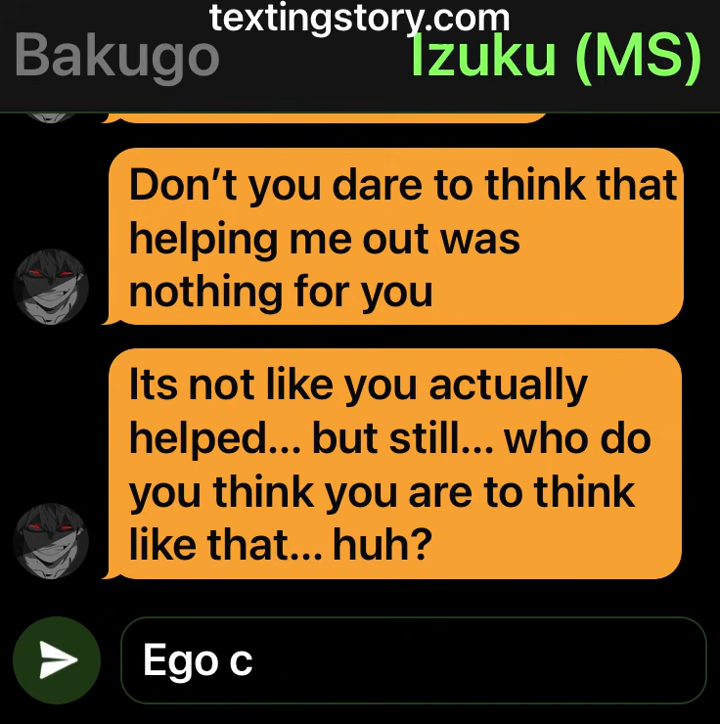 textingstory.com
Bakugo
Izuku (MS)
Don’t you dare to think that
helping me out was
nothing for you
Its not like you actually
helped... but still... who do
you think you are to think
like that... huh?
Ego c